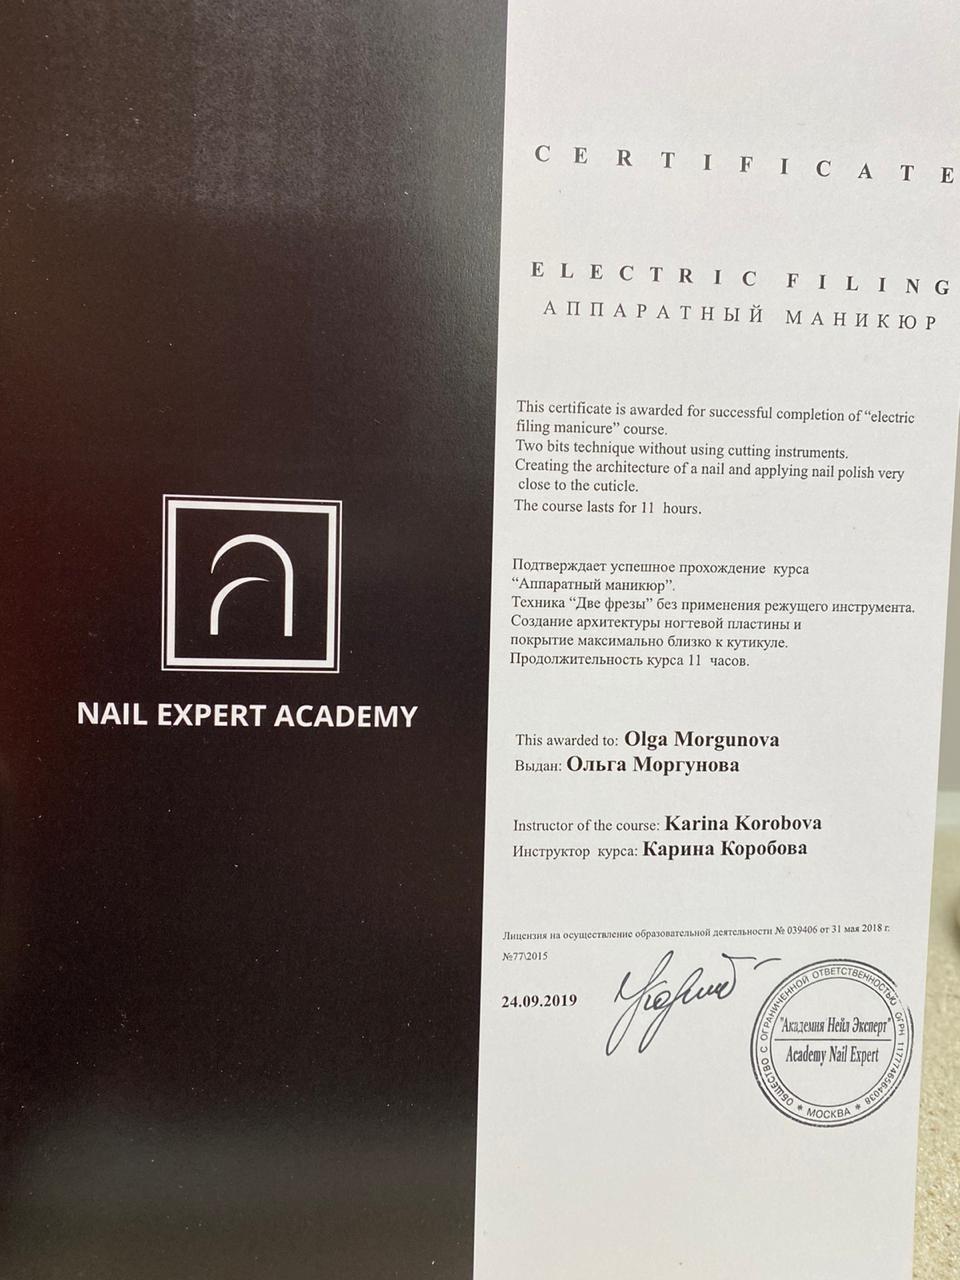 CERTIFICATE
ELECTRIC FILING
АППАРАТНЫЙ МАНИКЮР
This certificate is awarded for successful completion of “electric
filing manicure” course.
Two bits technique without using cutting instruments.
Creating the architecture of a nail and applying nail polish very
close to the cuticle.
The course lasts for 11 hours.
Подтверждает успешное прохождение курса
“Аппаратный маникюр”.
Техника “Две фрезы” без применения режущего инструмента.
Создание архитектуры ногтевой пластины и
покрытие максимально близко к кутикуле.
Продолжительность курса 11 часов.
NAIL EXPERT ACADEMY
This awarded to: Olga Morgunova
Выдан: Ольга Моргунова
Instructor of the course: Karina Korobova
Инструктор курса: Карина Коробова
Лицензия на осуществление образовательной деятельности № 039406 от 31 мая 2018 г.
№77\2015
24.09.2019
ОБЩЕСТВО С ОГРАНИЧЕННОЙ ОТВЕТСТВЕННОСТЬЮ ОГРН 1177746564038
"Академия Нейл Эксперт"
Academy Nail Expert
* МОСКВА *